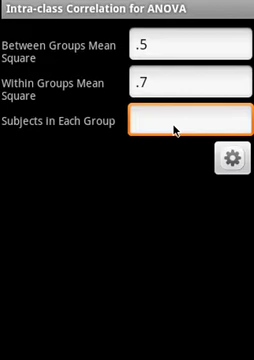 Intra-class Correlation for ANOVA
Between Groups Mean
Square
.5
Within Groups Mean
Square
.7
Subjects In Each Group